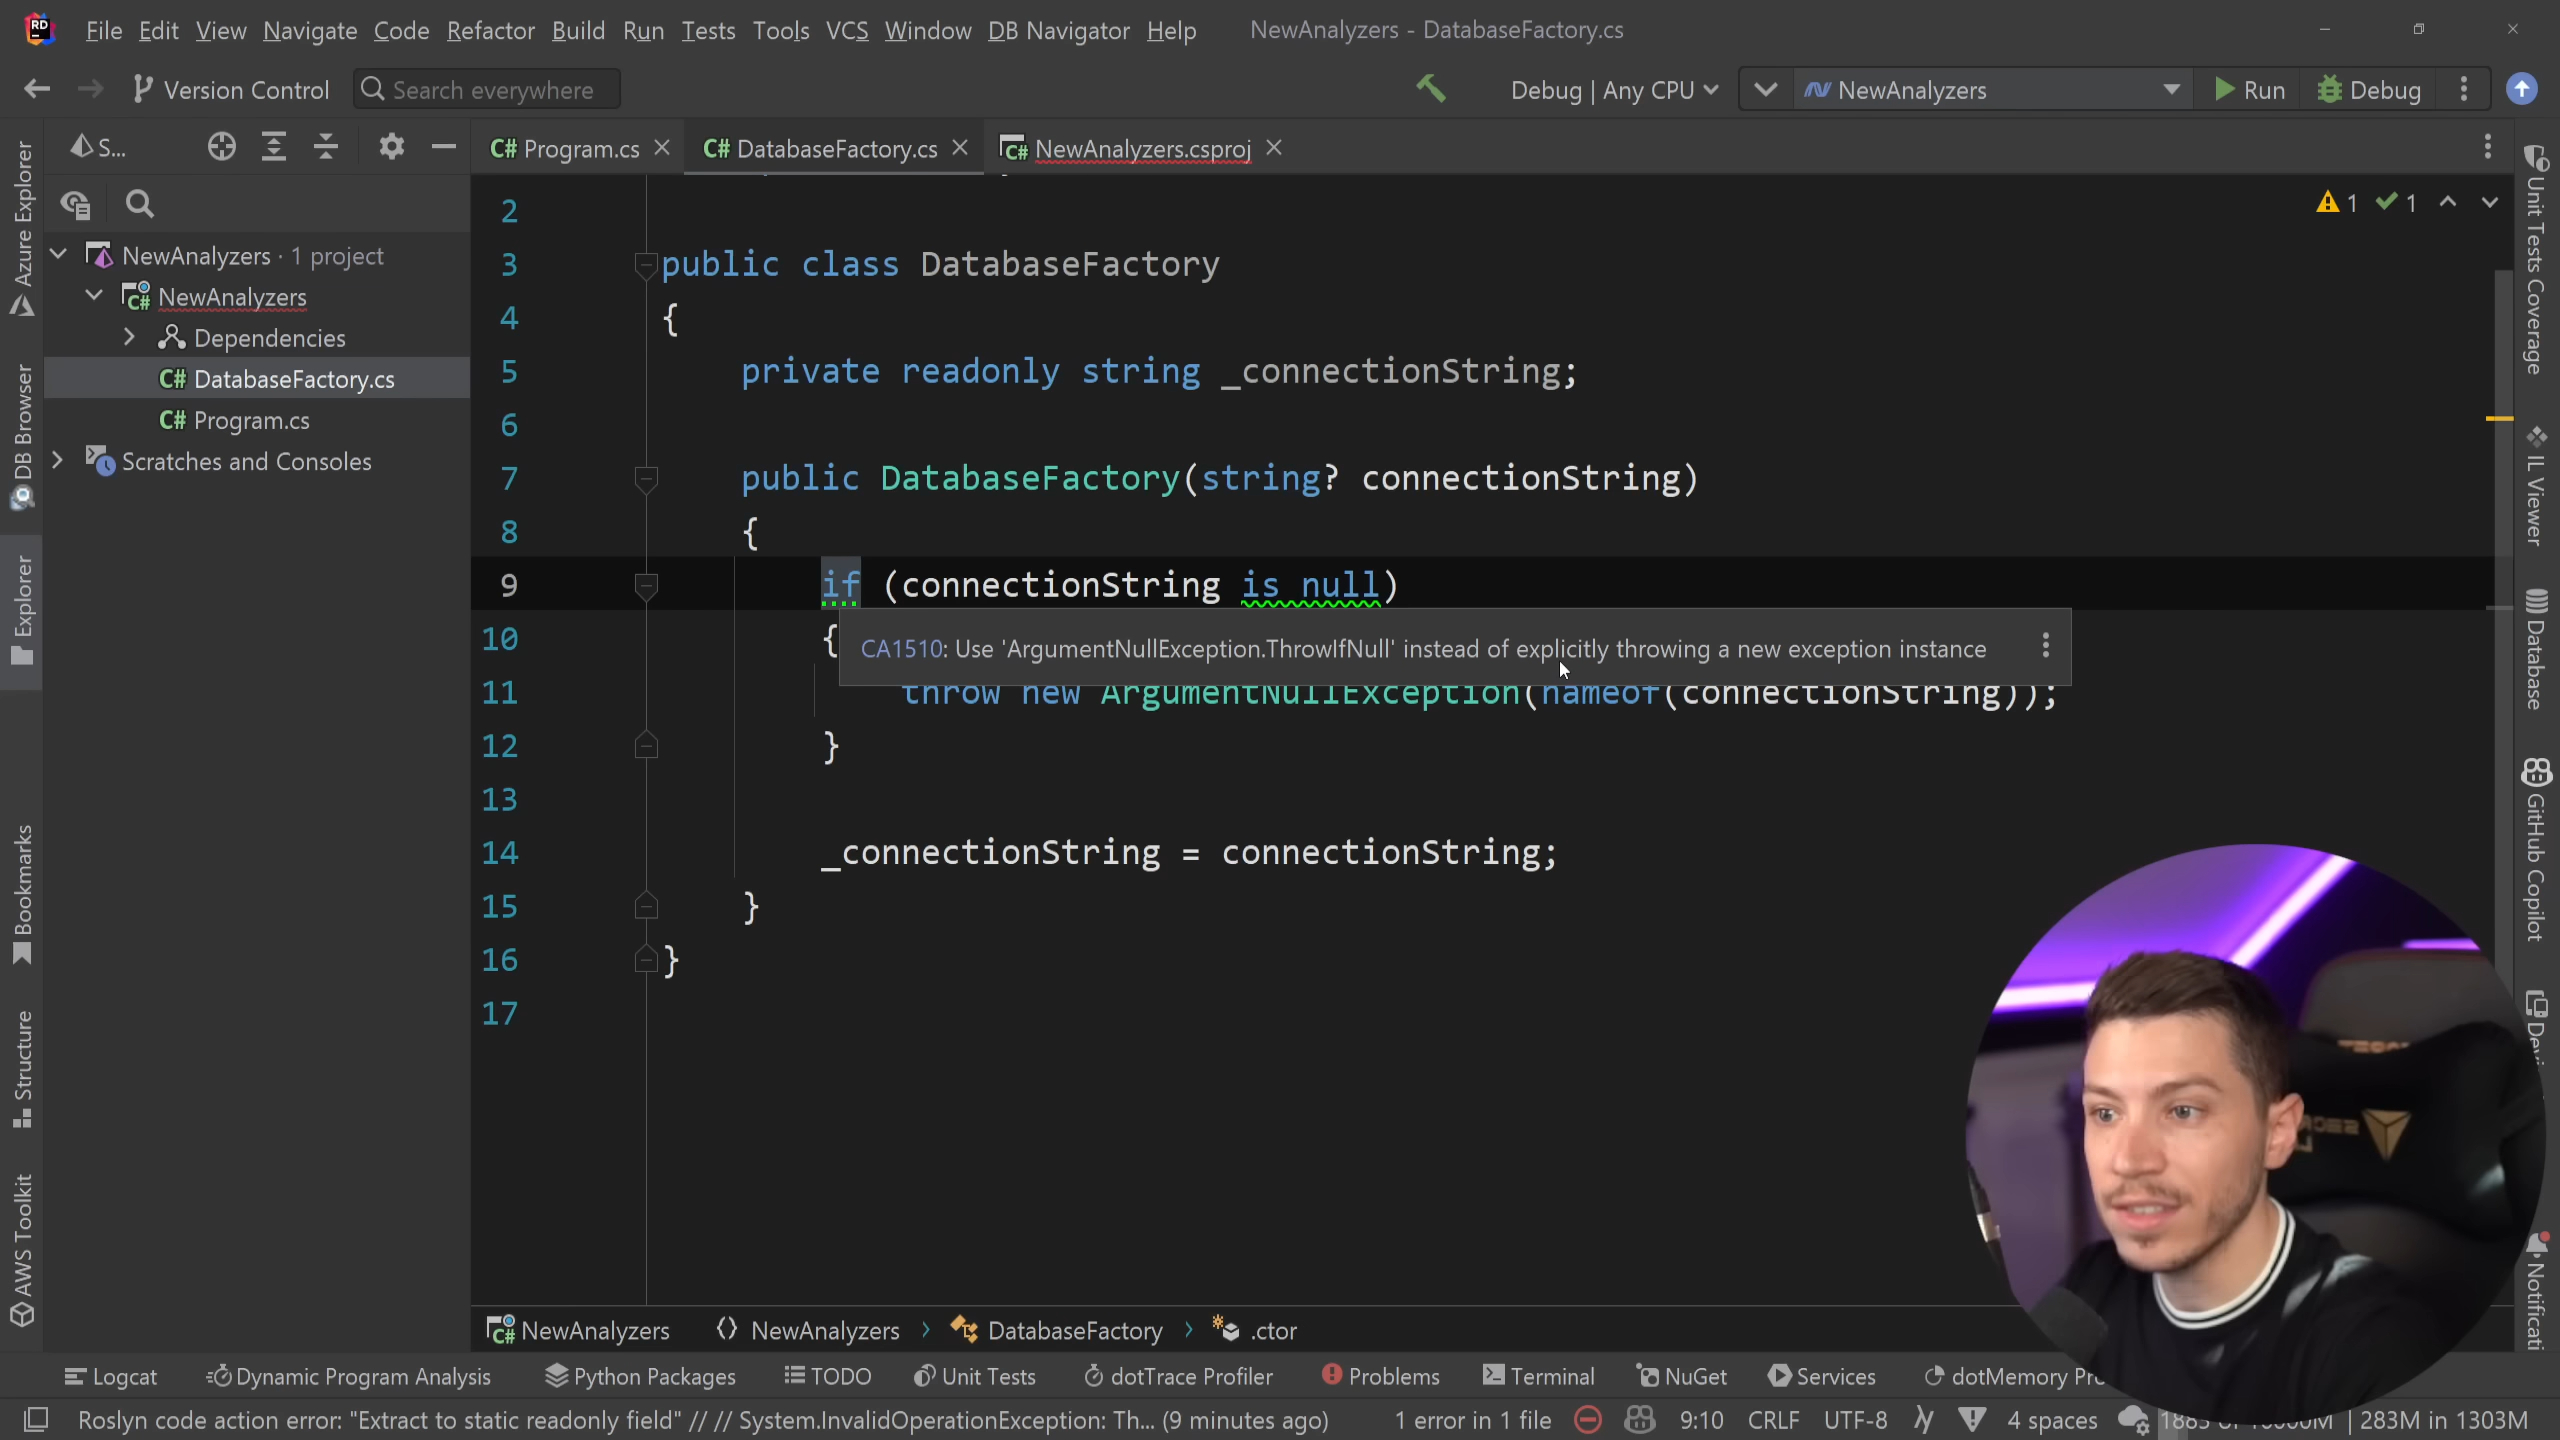 File Edit View Navigate Code Refactor Build Run Tests Tools VCS Window DB Navigator Help NewAnalyzers - DatabaseFactory.cs
Version Control Search everywhere Debug | Any CPU NewAnalyzers Run Debug
S... C# Program.cs C# DatabaseFactory.cs C# NewAnalyzers.csproj
1 1
NewAnalyzers · 1 project
C# NewAnalyzers
Dependencies
C# DatabaseFactory.cs
C# Program.cs
Scratches and Consoles
Azure Explorer
DB Browser
Explorer
Bookmarks
Structure
AWS Toolkit
2
3 public class DatabaseFactory
4 {
5 private readonly string _connectionString;
6
7 public DatabaseFactory(string? connectionString)
8 {
9 if (connectionString is null)
10 {
CA1510: Use 'ArgumentNullException.ThrowIfNull' instead of explicitly throwing a new exception instance
11 throw new ArgumentNullException(nameof(connectionString));
12 }
13
14 _connectionString = connectionString;
15 }
16 }
17
Unit Tests Coverage
IL Viewer
Database
GitHub Copilot
C# NewAnalyzers NewAnalyzers DatabaseFactory .ctor
Logcat Dynamic Program Analysis Python Packages TODO Unit Tests dotTrace Profiler Problems Terminal NuGet Services dotMemory
Roslyn code action error: "Extract to static readonly field" // // System.InvalidOperationException: Th... (9 minutes ago) 1 error in 1 file 9:10 CRLF UTF-8 4 spaces | 283M in 1303M